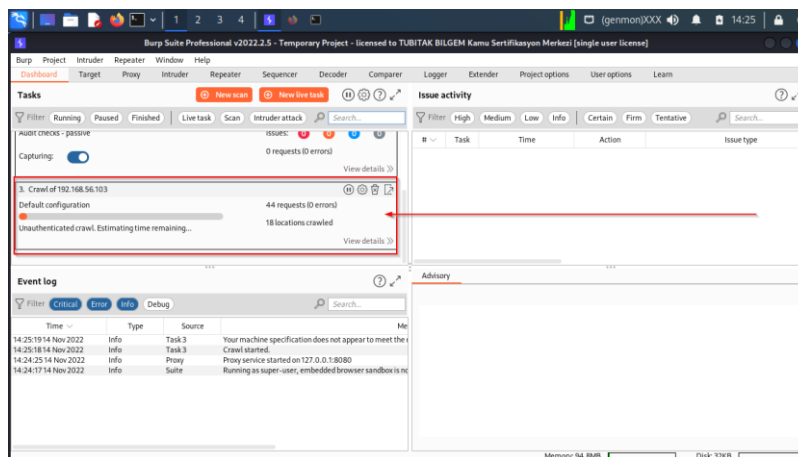 1 2 3 4 (genmon)XXX 14:25
Burp Suite Professional v2022.2.5 - Temporary Project - licensed to TUBITAK BILGEM Kamu Sertifikasyon Merkezi [single user license]
Burp Project Intruder Repeater Window Help
Dashboard Target Proxy Intruder Repeater Sequencer Decoder Comparer Logger Extender Project options User options Learn
Tasks New scan New live task
Filter Running Paused Finished Live task Scan Intruder attack Search...
Audit checks - passive Issues: 0 0 0 0
Capturing: 0 requests (0 errors)
View details
3. Crawl of 192.168.56.103
Default configuration 44 requests (0 errors)
Unauthenticated crawl. Estimating time remaining... 18 locations crawled
View details
Issue activity
Filter High Medium Low Info Certain Firm Tentative Search...
# Task Time Action Issue type
Event log
Filter Critical Error Info Debug Search...
Time Type Source Me
14:25:19 14 Nov 2022 Info Task 3 Your machine specification does not appear to meet the
14:25:18 14 Nov 2022 Info Task 3 Crawl started.
14:24:25 14 Nov 2022 Info Proxy Proxy service started on 127.0.0.1:8080
14:24:17 14 Nov 2022 Info Suite Running as super-user, embedded browser sandbox is no
Advisory
Memory: 94.8MB Disk: 32KB